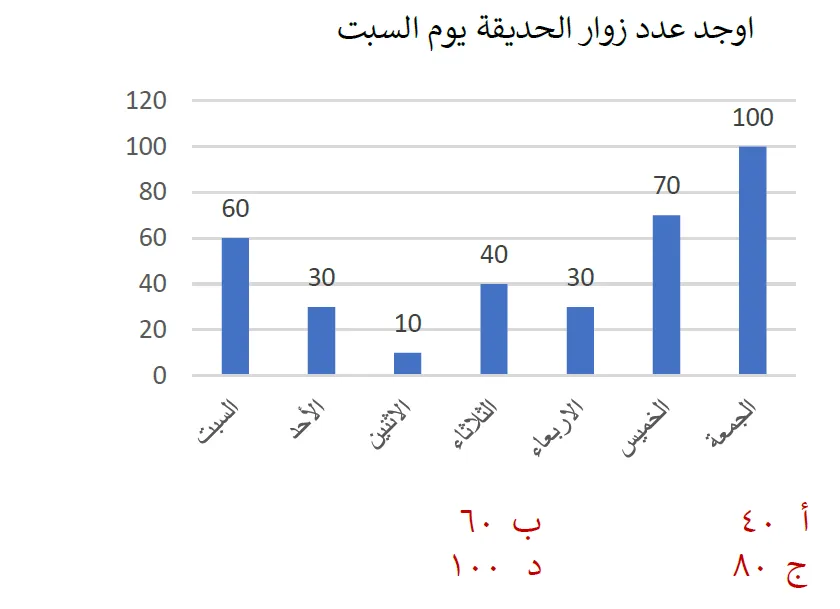 اوجد عدد زوار الحديقة يوم السبت
120
100
80
60
40
20
0
60
30
10
40
30
70
100
السبت
الأحد
الاثنين
الثلاثاء
الاربعاء
الخميس
الجمعة
أ ٤٠ ب ٦٠
ج ٨٠ د ١٠٠